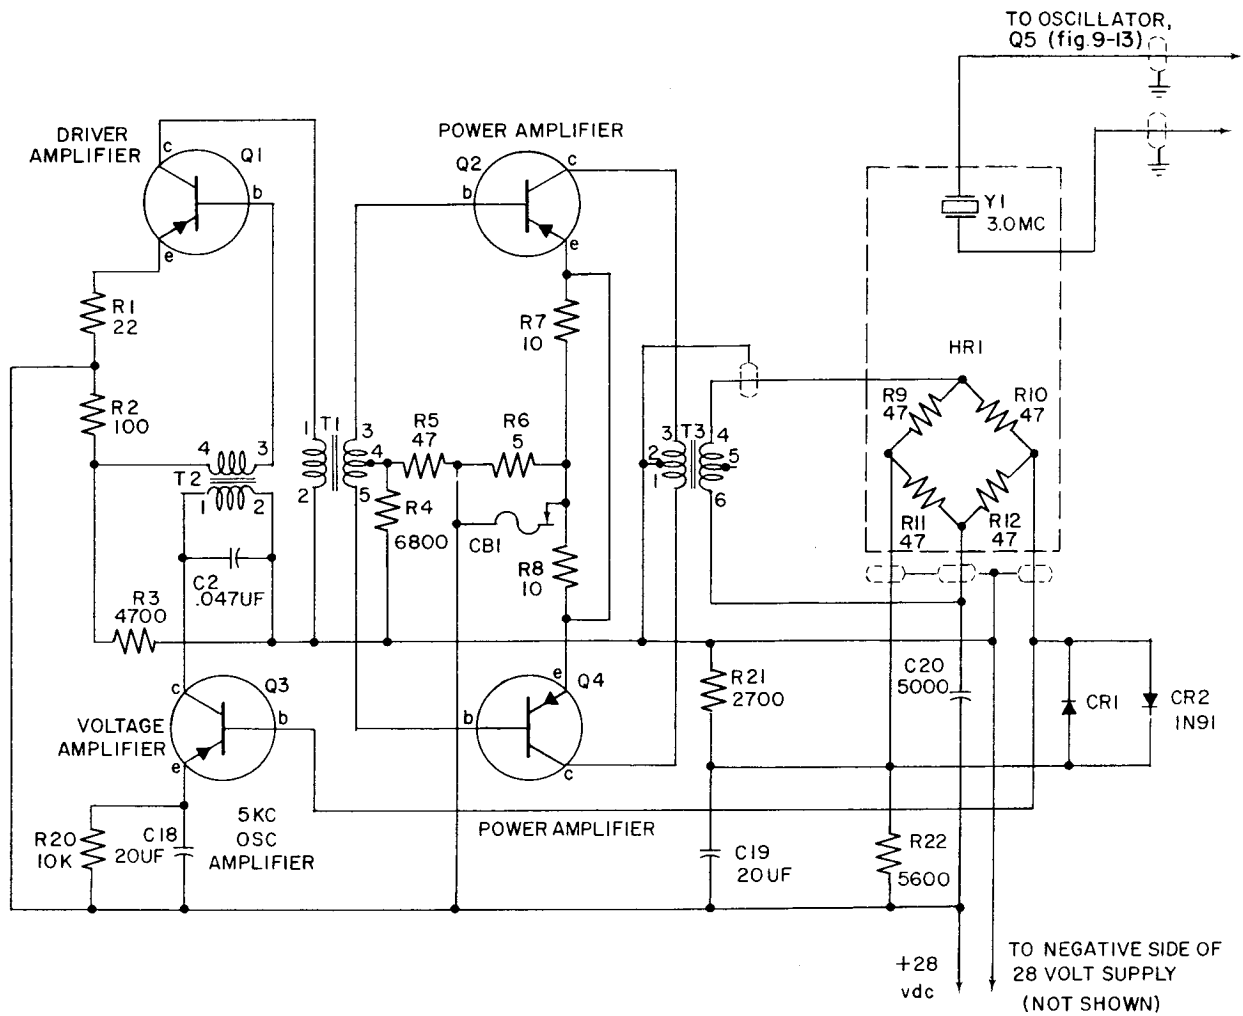 TO OSCILLATOR,
Q5 (fig.9-13)
DRIVER
AMPLIFIER
c
Q1
b
e
POWER AMPLIFIER
Q2
c
b
e
Y1
3.0MC
R1
22
R2
100
R7
10
HR1
R9
47
R10
47
R11
47
R12
47
4
3
T2
1
2
1
T1
3
4
2
5
R5
47
R6
5
R4
6800
CB1
R8
10
3
T3
4
2
5
1
6
C2
.047UF
R3
4700
c
Q3
b
e
VOLTAGE
AMPLIFIER
e
Q4
b
c
R21
2700
C20
5000
CR1
CR2
1N91
R20
10K
C18
20UF
5KC
OSC
AMPLIFIER
POWER AMPLIFIER
C19
20UF
R22
5600
+28
vdc
TO NEGATIVE SIDE OF
28 VOLT SUPPLY
(NOT SHOWN)